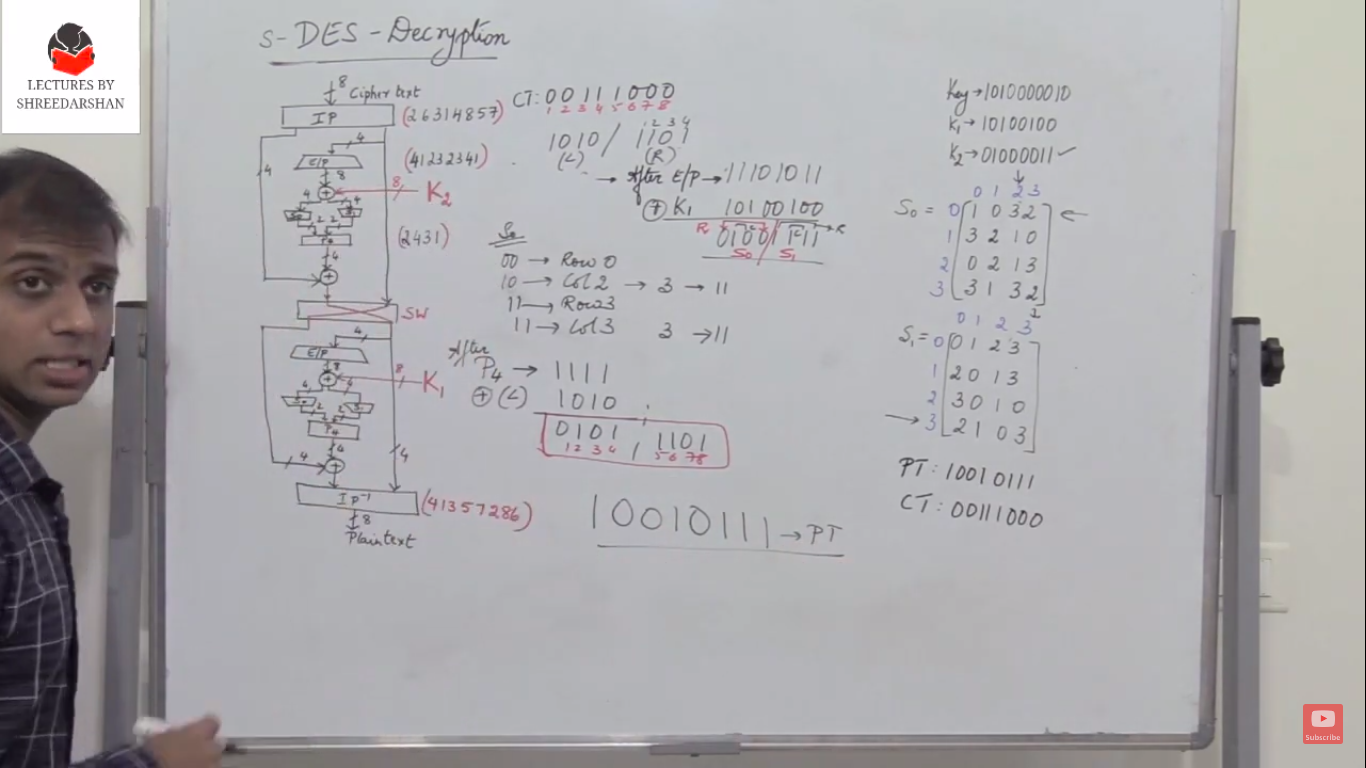 LECTURES BY
SHREEDARSHAN
S-DES-Decryption
8 Cipher text
IP
(26314857)
4
4
E/P
(41232341)
8
8
K2
4 4
2 2
P4
(2431)
4
SW
4
E/P
8
8
K1
4 4
2 2
P4
4
4
4
IP-1
(41357286)
8
Plaintext
CT: 00111000
1 2 3 4 5 6 7 8
1 2 3 4
1010 / 1101
(L) (R)
→ After E/P → 11101011
⊕ K1 10100100
R 0100/1111 R
S0 / S1
S0
00 → Row 0
10 → Col 2 → 3 → 11
11 → Row 3
11 → Col 3 3 → 11
After
P4 → 1111
⊕ (L) 1010
0101 / 1101
1 2 3 4 5 6 7 8
10010111 → PT
Key → 1010000010
K1 → 10100100
K2 → 01000011 ✓
0 1 2 3
S0 = 0 1 0 3 2 ←
1 3 2 1 0
2 0 2 1 3
3 3 1 3 2
0 1 2 3
S1 = 0 0 1 2 3
1 2 0 1 3
2 3 0 1 0
→ 3 2 1 0 3
PT: 10010111
CT: 00111000
Subscribe